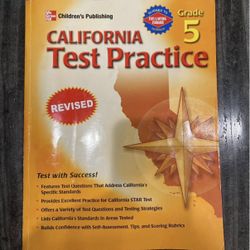 Children's Publishing
Grade
5
CALIFORNIA
Test Practice
REVISED
Test with Success!
• Features Test Questions That Address California's
Specific Standards
• Provides Excellent Practice for California STAR Test
• Offers a Variety of Test Questions and Testing Strategies
• Lists California's Standards in Areas Tested
• Builds Confidence with Self-Assessment, Tips, and Scoring Rubrics